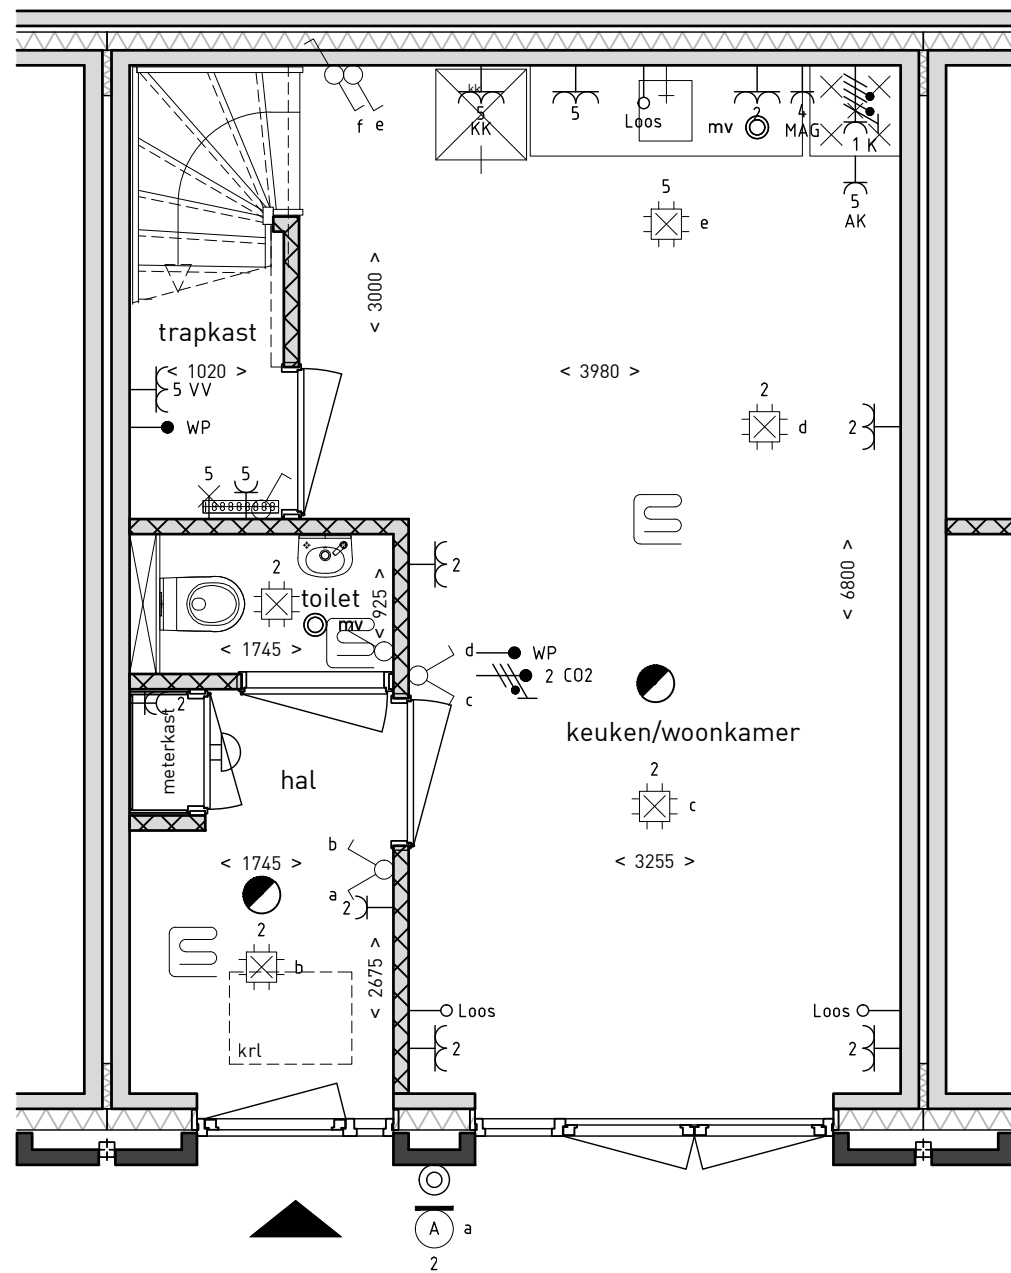 f e
kk
5
KK
5
Loos
mv
2
4
MAG
1 K
5
AK
5
e
< 3000 >
trapkast
< 1020 >
5 VV
WP
5 5
< 3980 >
2
d
2
2
2
toilet
mv
< 925 >
< 1745 >
< 6800 >
d
WP
2 CO2
c
2
meterkast
hal
keuken/woonkamer
2
c
< 3255 >
b
< 1745 >
a
2
2
b
< 2675 >
krl
Loos
2
Loos
2
A a
2